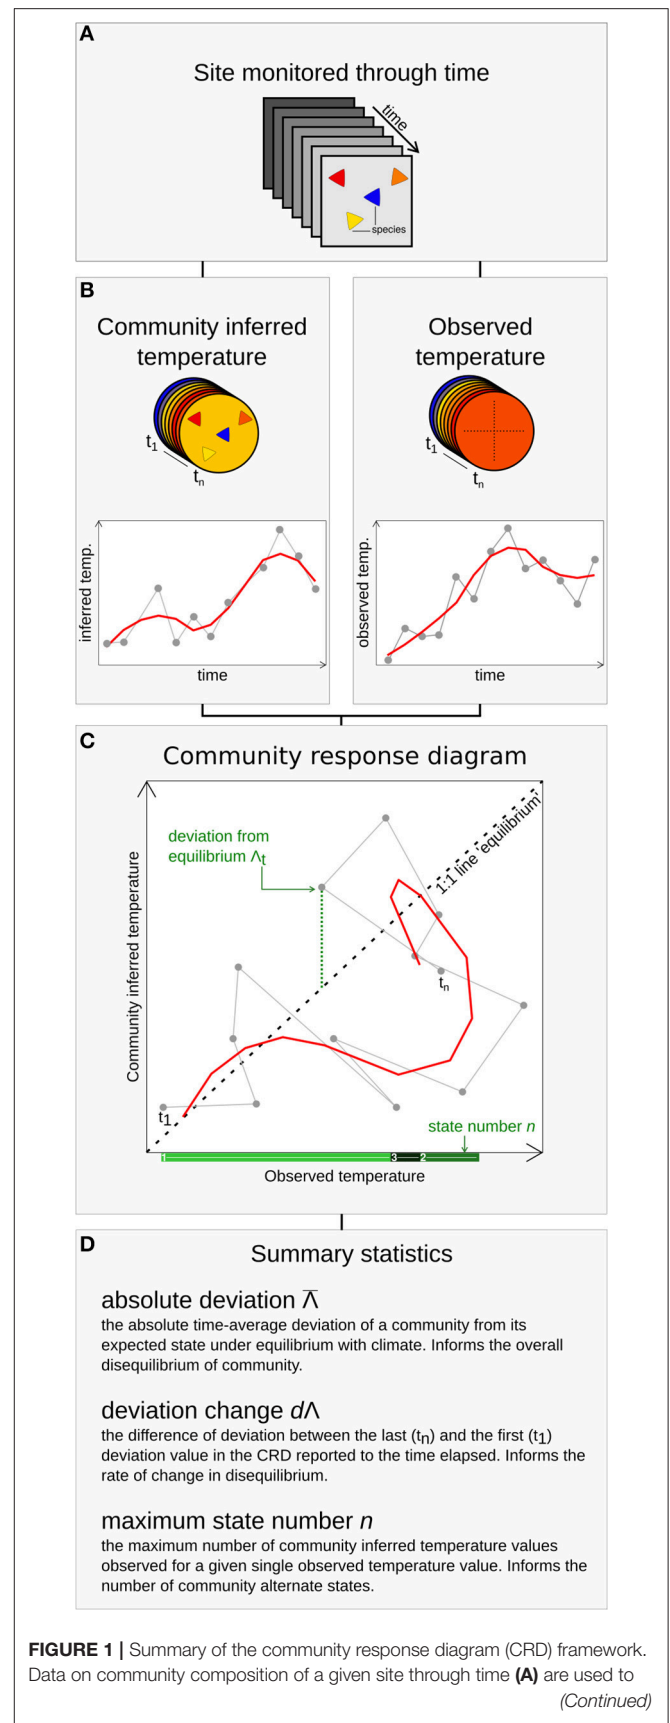 A
Site monitored through time
time
species
B
Community inferred
temperature
t1
tn
inferred temp.
time
Observed
temperature
t1
tn
observed temp.
time
C
Community response diagram
deviation from
equilibrium Λt
1:1 line 'equilibrium'
Community inferred temperature
tn
t1
state number n
1
3
2
Observed temperature
D
Summary statistics
absolute deviation Λ̅
the absolute time-average deviation of a community from its
expected state under equilibrium with climate. Informs the overall
disequilibrium of community.
deviation change dΛ
the difference of deviation between the last (tn) and the first (t1)
deviation value in the CRD reported to the time elapsed. Informs the
rate of change in disequilibrium.
maximum state number n
the maximum number of community inferred temperature values
observed for a given single observed temperature value. Informs the
number of community alternate states.
FIGURE 1 | Summary of the community response diagram (CRD) framework.
Data on community composition of a given site through time (A) are used to
(Continued)